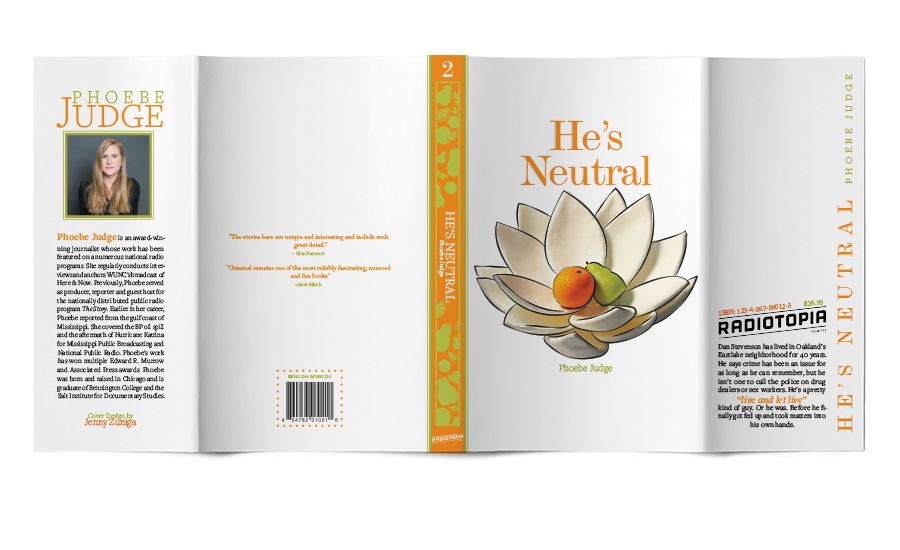 PHOEBE
JUDGE
Phoebe Judge is an award-win-
ning journalist whose work has been
featured on a numerous national radio
programs. She regularly conducts inter-
views and anchors WUNC's broadcast of
Here & Now. Previously, Phoebe served
as producer, reporter and guest host for
the nationally distributed public radio
program TheStory. Earlier in her career,
Phoebe reported from the gulf coast of
Mississippi. She covered the BP oil spill
and the aftermath of Hurricane Katrina
for Mississippi Public Broadcasting and
National Public Radio. Phoebe's work
has won multiple Edward R. Murrow
and Associated Press awards. Phoebe
was born and raised in Chicago and is
graduate of Bennington College and the
Salt Institute for Documentary Studies.
Cover Design by
Jenny Zuniga
"The stories here are unique and interesting and include such
great detail."
"Criminal remains one of the most reliably fascinating, nuanced
and fun books."
2
HE'S NEUTRAL
Phoebe Judge
RADIOTOPIA
He's
Neutral
Phoebe Judge
$26.95
ISBN: 123-4-567-89012-3
RADIOTOPIA
Dan Stevenson has lived in Oakland's
Eastlake neighborhood for 40 years.
He says crime has been an issue for
as long as he can remember, but he
isn't one to call the police on drug
dealers or sex workers. He's a pretty
"live and let live"
kind of guy. Or he was. Before he fi-
nally got fed up and took matters into
his own hands.
HE'S NEUTRAL PHOEBE JUDGE